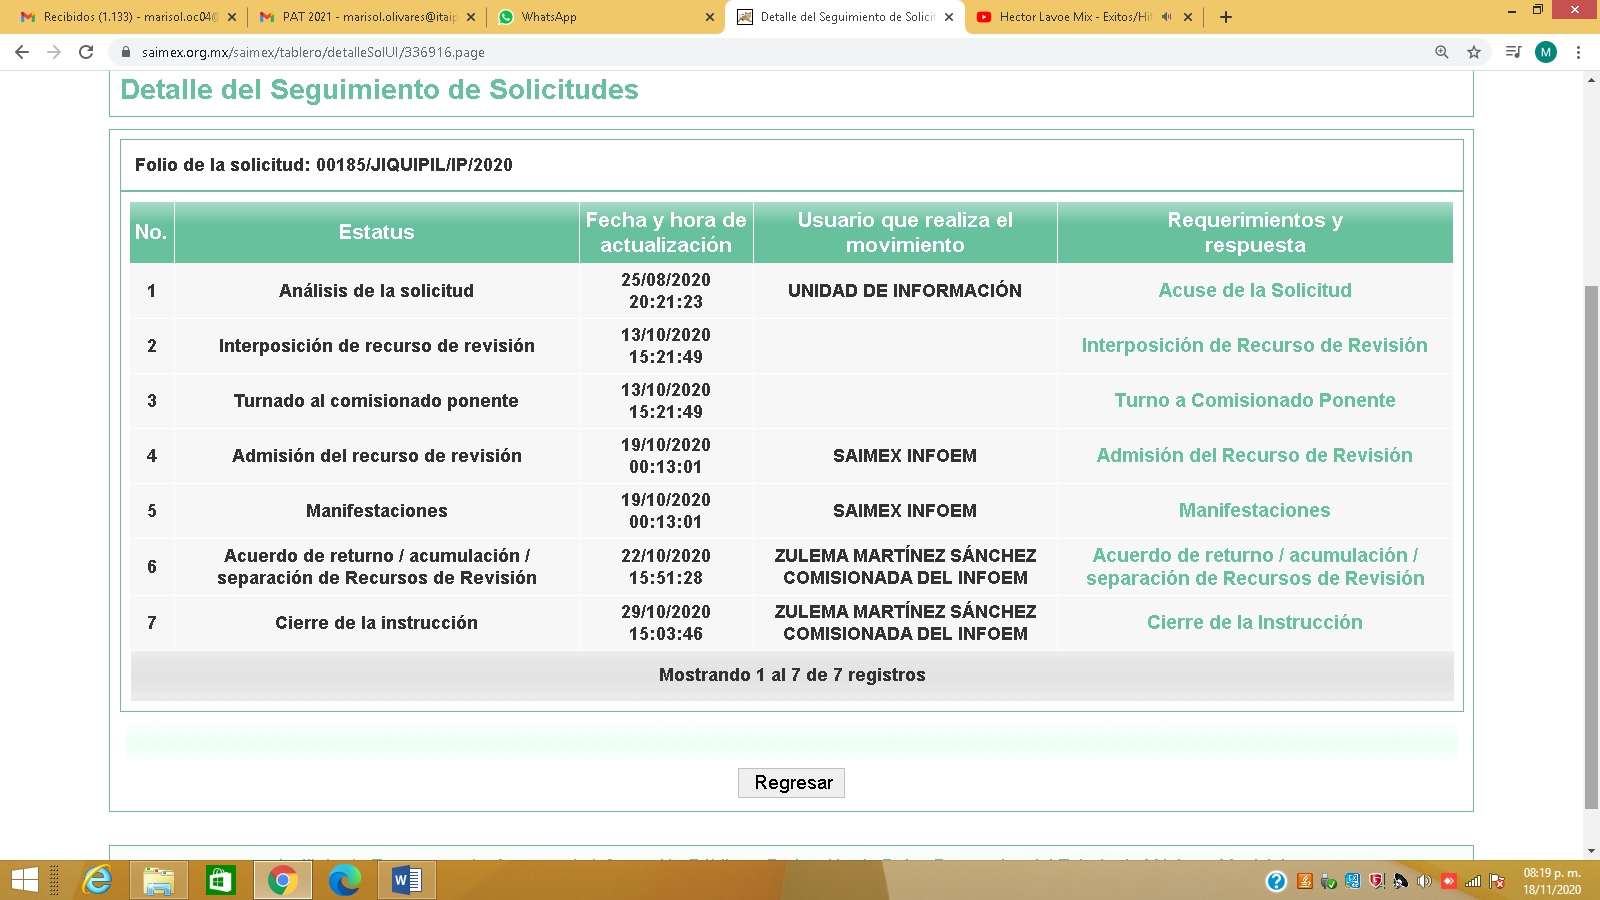 Recibidos (1.133) - marisol.oc04@
PAT 2021 - marisol.olivares@itaip
WhatsApp
Detalle del Seguimiento de Solicit
Hector Lavoe Mix - Exitos/Hit
saimex.org.mx/saimex/tablero/detalleSolUI/336916.page
M
Detalle del Seguimiento de Solicitudes
Folio de la solicitud: 00185/JIQUIPIL/IP/2020
No.
Estatus
Fecha y hora de
actualización
Usuario que realiza el
movimiento
Requerimientos y
respuesta
1
Análisis de la solicitud
25/08/2020
20:21:23
UNIDAD DE INFORMACIÓN
Acuse de la Solicitud
2
Interposición de recurso de revisión
13/10/2020
15:21:49
Interposición de Recurso de Revisión
3
Turnado al comisionado ponente
13/10/2020
15:21:49
Turno a Comisionado Ponente
4
Admisión del recurso de revisión
19/10/2020
00:13:01
SAIMEX INFOEM
Admisión del Recurso de Revisión
5
Manifestaciones
19/10/2020
00:13:01
SAIMEX INFOEM
Manifestaciones
6
Acuerdo de returno / acumulación /
separación de Recursos de Revisión
22/10/2020
15:51:28
ZULEMA MARTÍNEZ SÁNCHEZ
COMISIONADA DEL INFOEM
Acuerdo de returno / acumulación /
separación de Recursos de Revisión
7
Cierre de la instrucción
29/10/2020
15:03:46
ZULEMA MARTÍNEZ SÁNCHEZ
COMISIONADA DEL INFOEM
Cierre de la Instrucción
Mostrando 1 al 7 de 7 registros
Regresar
08:19 p. m.
18/11/2020